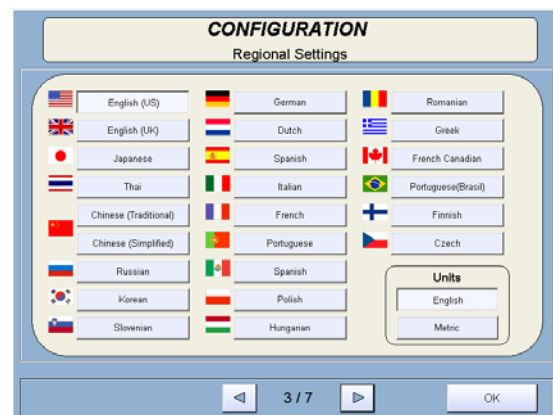 CONFIGURATION
Regional Settings
English (US)
English (UK)
Japanese
Thai
Chinese (Traditional)
Chinese (Simplified)
Russian
Korean
Slovenian
German
Dutch
Spanish
Italian
French
Portuguese
Spanish
Polish
Hungarian
Romanian
Greek
French Canadian
Portuguese(Brasil)
Finnish
Czech
Units
English
Metric
3 / 7
OK